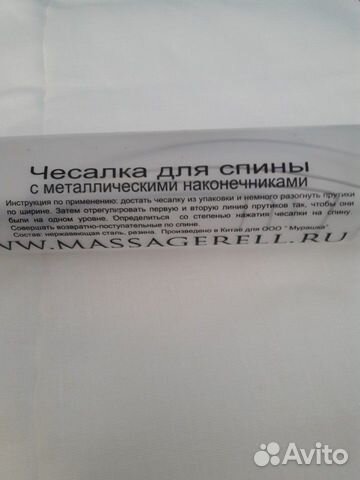 Чесалка для спины
с металлическими наконечниками
Инструкция по применению: достать чесалку из упаковки и немного разогнуть прутики
по ширине. Затем отрегулировать первую и вторую линию прутиков так, чтобы они
были на одном уровне. Определиться со степенью нажатия чесалки на спину
Совершать возвратно-поступательные по спине.
Состав: нержавеющая сталь, резина. Произведено в Китае для ООО " Мурашка"
WWW.MASSAGERELL.RU
Avito